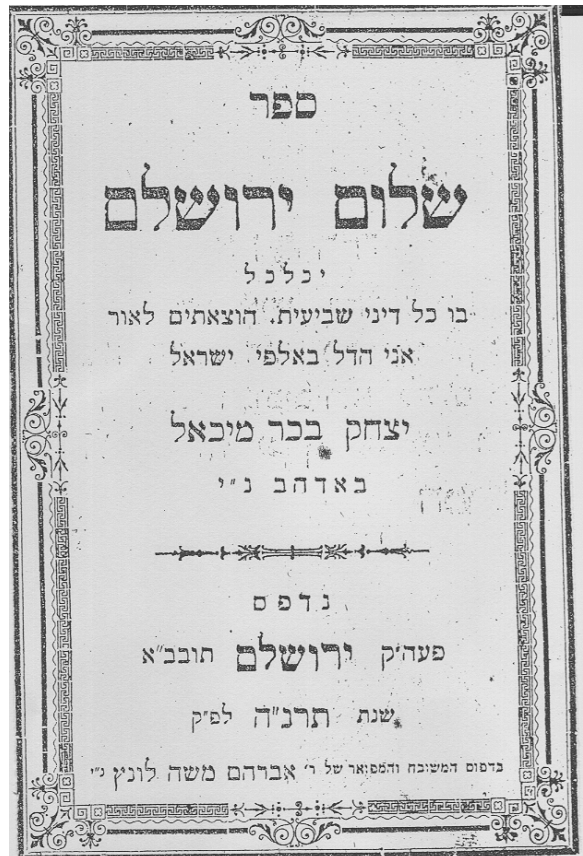 ספר
שלום ירושלם
יכלכל
בו כל דיני שביעית. הוצאתים לאור
אני הדל באלפי ישראל
יצחק בכר מיכאל
באדהב נ״י
נדפס
פעה״ק ירושלם תובב״א
שנת תרנ״ה לפ״ק
בדפוס המשובח והמפואר של ר׳ אברהם משה לונץ נ״י